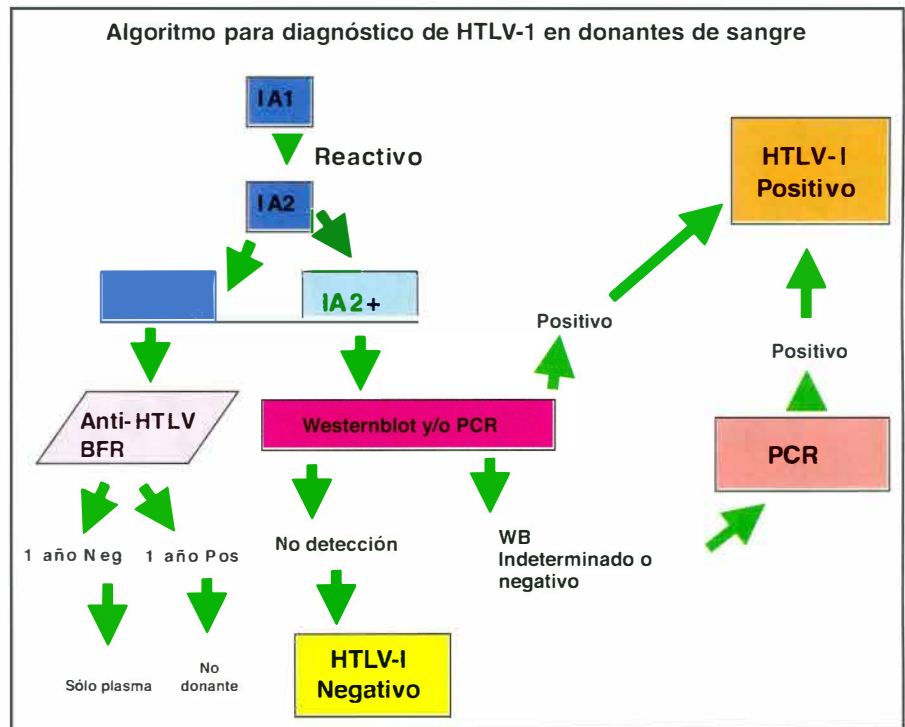 Algoritmo para diagnóstico de HTLV-1 en donantes de sangre
IA1
Reactivo
IA2
IA2+
Anti-HTLV
BFR
1 año Neg
1 año Pos
Sólo plasma
No
donante
Westernblot y/o PCR
No detección
HTLV-I
Negativo
WB
Indeterminado o
negativo
Positivo
PCR
Positivo
HTLV-I
Positivo